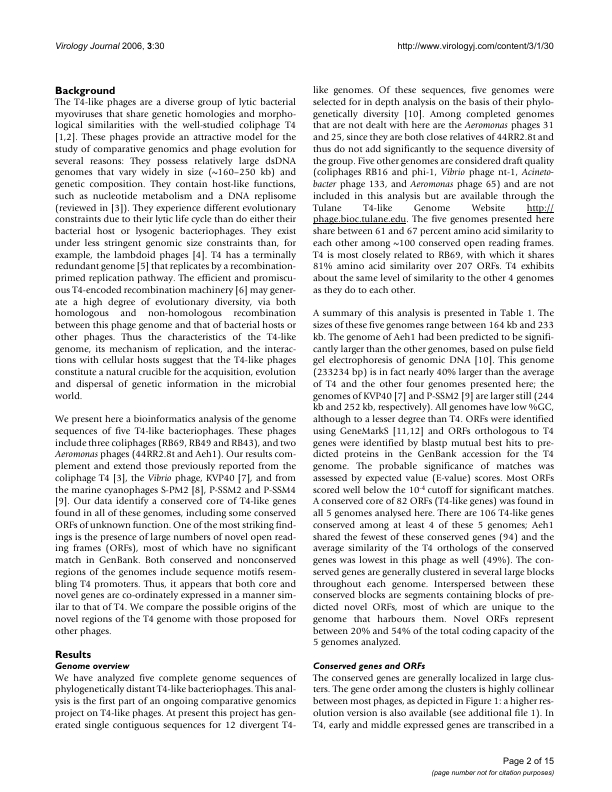 Virology Journal 2006, 3:30
http://www.virologyj.com/content/3/1/30
Background
The T4-like phages are a diverse group of lytic bacterial
myoviruses that share genetic homologies and morpho-
logical similarities with the well-studied coliphage T4
[1,2]. These phages provide an attractive model for the
study of comparative genomics and phage evolution for
several reasons: They possess relatively large dsDNA
genomes that vary widely in size (~160–250 kb) and
genetic composition. They contain host-like functions,
such as nucleotide metabolism and a DNA replisome
(reviewed in [3]). They experience different evolutionary
constraints due to their lytic life cycle than do either their
bacterial host or lysogenic bacteriophages. They exist
under less stringent genomic size constraints than, for
example, the lambdoid phages [4]. T4 has a terminally
redundant genome [5] that replicates by a recombination-
primed replication pathway. The efficient and promiscu-
ous T4-encoded recombination machinery [6] may gener-
ate a high degree of evolutionary diversity, via both
homologous and non-homologous recombination
between this phage genome and that of bacterial hosts or
other phages. Thus the characteristics of the T4-like
genome, its mechanism of replication, and the interac-
tions with cellular hosts suggest that the T4-like phages
constitute a natural crucible for the acquisition, evolution
and dispersal of genetic information in the microbial
world.
We present here a bioinformatics analysis of the genome
sequences of five T4-like bacteriophages. These phages
include three coliphages (RB69, RB49 and RB43), and two
Aeromonas phages (44RR2.8t and Aeh1). Our results com-
plement and extend those previously reported from the
coliphage T4 [3], the Vibrio phage, KVP40 [7], and from
the marine cyanophages S-PM2 [8], P-SSM2 and P-SSM4
[9]. Our data identify a conserved core of T4-like genes
found in all of these genomes, including some conserved
ORFs of unknown function. One of the most striking find-
ings is the presence of large numbers of novel open read-
ing frames (ORFs), most of which have no significant
match in GenBank. Both conserved and nonconserved
regions of the genomes include sequence motifs resem-
bling T4 promoters. Thus, it appears that both core and
novel genes are co-ordinately expressed in a manner sim-
ilar to that of T4. We compare the possible origins of the
novel regions of the T4 genome with those proposed for
other phages.
Results
Genome overview
We have analyzed five complete genome sequences of
phylogenetically distant T4-like bacteriophages. This anal-
ysis is the first part of an ongoing comparative genomics
project on T4-like phages. At present this project has gen-
erated single contiguous sequences for 12 divergent T4-
like genomes. Of these sequences, five genomes were
selected for in depth analysis on the basis of their phylo-
genetically diversity [10]. Among completed genomes
that are not dealt with here are the Aeromonas phages 31
and 25, since they are both close relatives of 44RR2.8t and
thus do not add significantly to the sequence diversity of
the group. Five other genomes are considered draft quality
(coliphages RB16 and phi-1, Vibrio phage nt-1, Acineto-
bacter phage 133, and Aeromonas phage 65) and are not
included in this analysis but are available through the
Tulane T4-like Genome Website http://
phage.bioc.tulane.edu. The five genomes presented here
share between 61 and 67 percent amino acid similarity to
each other among ~100 conserved open reading frames.
T4 is most closely related to RB69, with which it shares
81% amino acid similarity over 207 ORFs. T4 exhibits
about the same level of similarity to the other 4 genomes
as they do to each other.
A summary of this analysis is presented in Table 1. The
sizes of these five genomes range between 164 kb and 233
kb. The genome of Aeh1 had been predicted to be signifi-
cantly larger than the other genomes, based on pulse field
gel electrophoresis of genomic DNA [10]. This genome
(233234 bp) is in fact nearly 40% larger than the average
of T4 and the other four genomes presented here; the
genomes of KVP40 [7] and P-SSM2 [9] are larger still (244
kb and 252 kb, respectively). All genomes have low %GC,
although to a lesser degree than T4. ORFs were identified
using GeneMarkS [11,12] and ORFs orthologous to T4
genes were identified by blastp mutual best hits to pre-
dicted proteins in the GenBank accession for the T4
genome. The probable significance of matches was
assessed by expected value (E-value) scores. Most ORFs
scored well below the 10-4 cutoff for significant matches.
A conserved core of 82 ORFs (T4-like genes) was found in
all 5 genomes analysed here. There are 106 T4-like genes
conserved among at least 4 of these 5 genomes; Aeh1
shared the fewest of these conserved genes (94) and the
average similarity of the T4 orthologs of the conserved
genes was lowest in this phage as well (49%). The con-
served genes are generally clustered in several large blocks
throughout each genome. Interspersed between these
conserved blocks are segments containing blocks of pre-
dicted novel ORFs, most of which are unique to the
genome that harbours them. Novel ORFs represent
between 20% and 54% of the total coding capacity of the
5 genomes analyzed.
Conserved genes and ORFs
The conserved genes are generally localized in large clus-
ters. The gene order among the clusters is highly collinear
between most phages, as depicted in Figure 1: a higher res-
olution version is also available (see additional file 1). In
T4, early and middle expressed genes are transcribed in a
Page 2 of 15
(page number not for citation purposes)